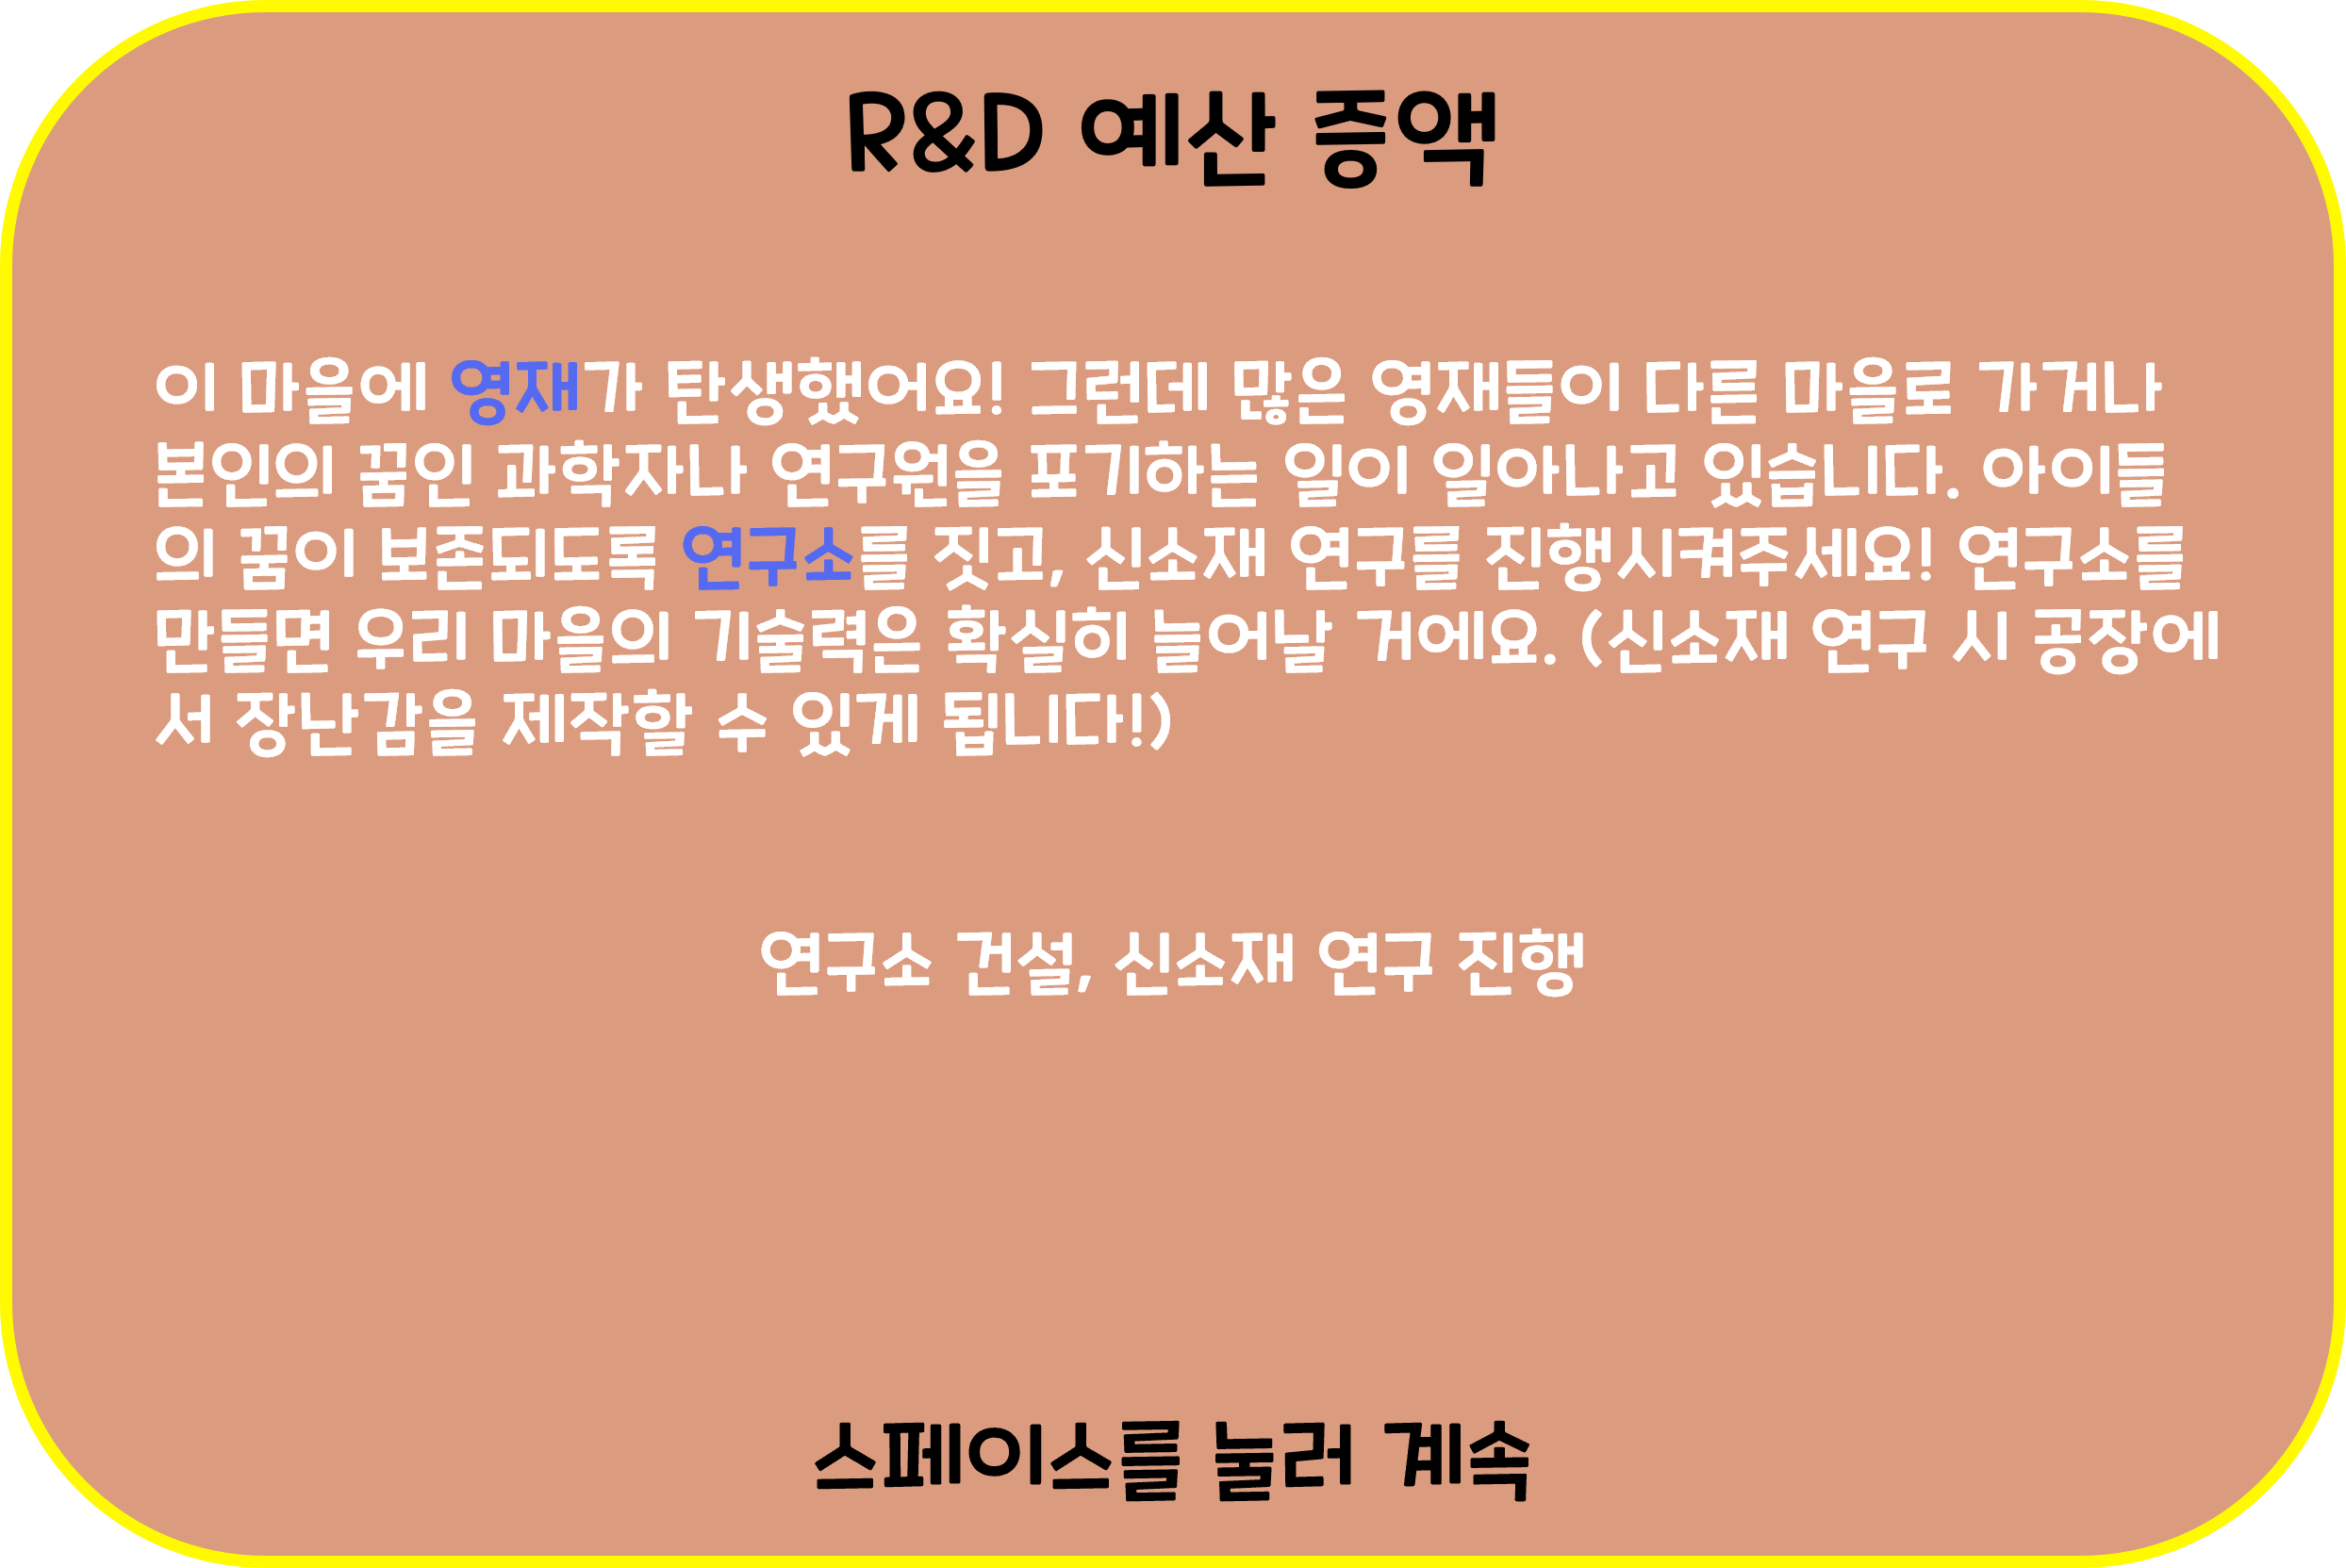 R&D 예산 증액
이 마을에 영재가 탄생했어요! 그런데 많은 영재들이 다른 마을로 가거나
본인의 꿈인 과학자나 연구원을 포기하는 일이 일아나고 있습니다. 아이들
의 꿈이 보존되도록 연구소를 짓고, 신소재 연구를 진행시켜주세요! 연구소를
만들면 우리 마을의 기술력은 확실히 늘어날 거에요. (신소재 연구 시 공장에
서 장난감을 제작할 수 있게 됩니다!)
연구소 건설, 신소재 연구 진행
스페이스를 눌러 계속